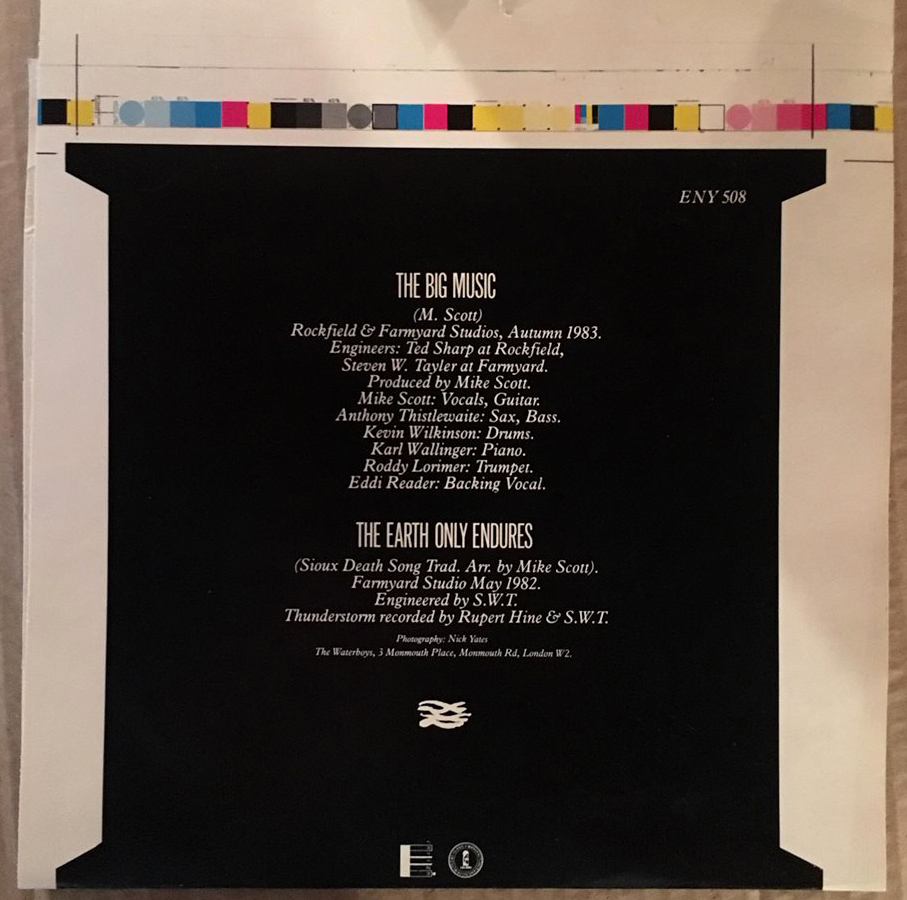 ENY 508
THE BIG MUSIC
(M. Scott)
Rockfield & Farmyard Studios, Autumn 1983.
Engineers: Ted Sharp at Rockfield,
Steven W. Tayler at Farmyard.
Produced by Mike Scott.
Mike Scott: Vocals, Guitar.
Anthony Thistlewaite: Sax, Bass.
Kevin Wilkinson: Drums.
Karl Wallinger: Piano.
Roddy Lorimer: Trumpet.
Eddi Reader: Backing Vocal.
THE EARTH ONLY ENDURES
(Sioux Death Song Trad. Arr. by Mike Scott).
Farmyard Studio May 1982.
Engineered by S.W.T.
Thunderstorm recorded by Rupert Hine & S.W.T.
Photography: Nick Yates
The Waterboys, 3 Monmouth Place, Monmouth Rd, London W2.